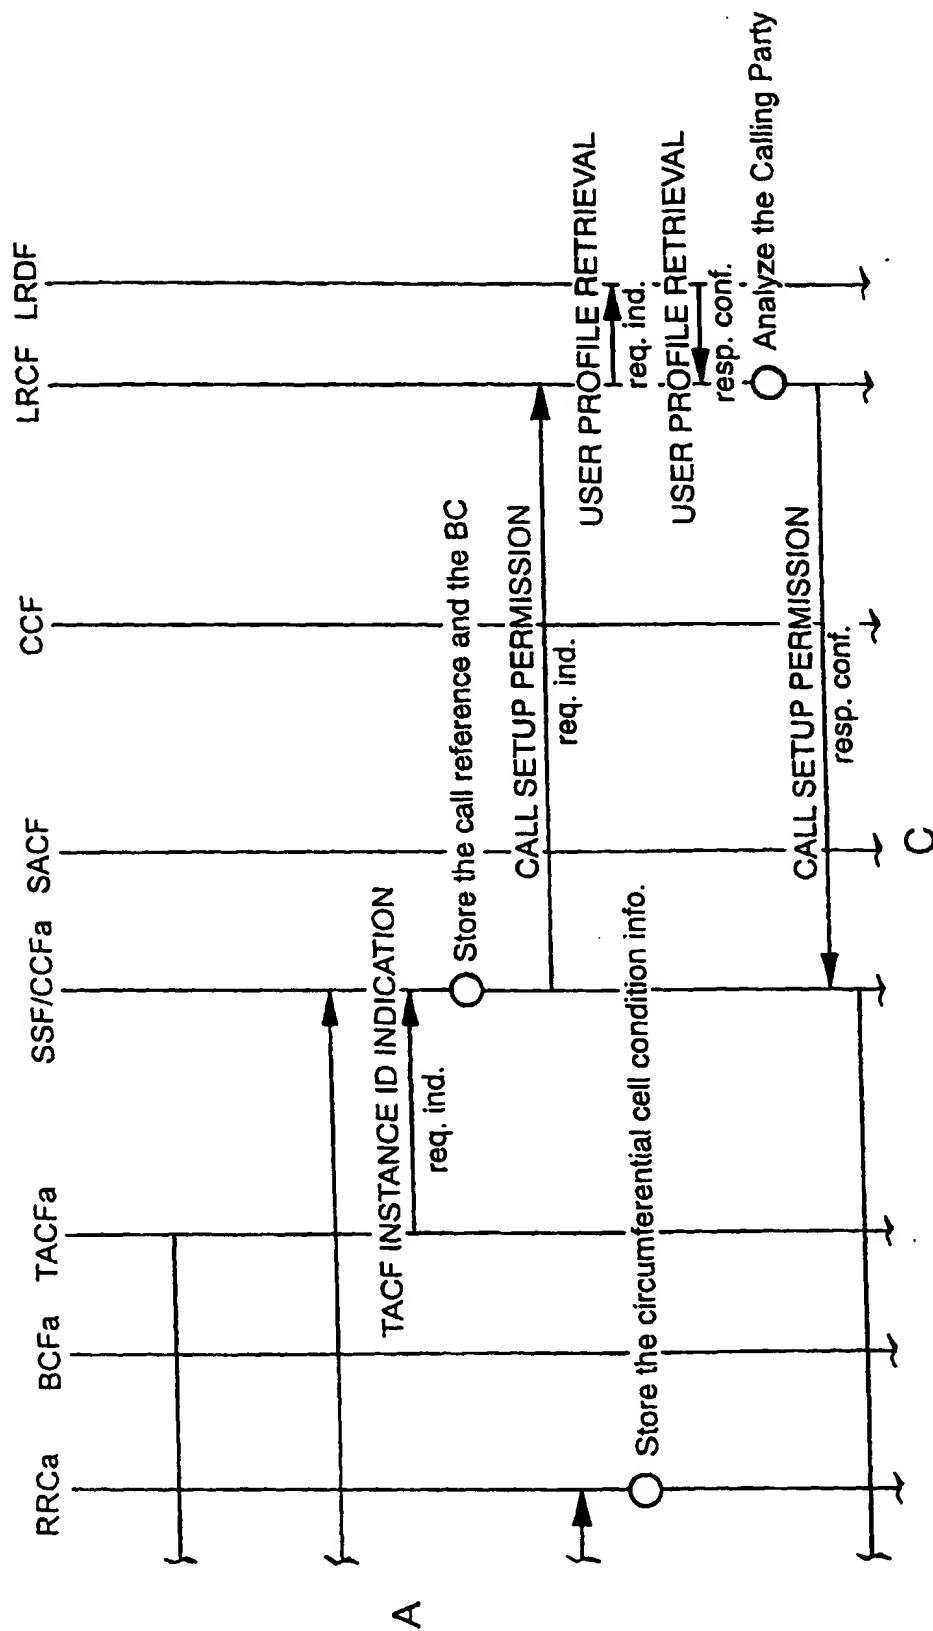 RRCa
BCFa
TACFa
SSF/CCFa
SACF
CCF
LRCF
LRDF
A
TACF INSTANCE ID INDICATION
req. ind.
Store the call reference and the BC
CALL SETUP PERMISSION
req. ind.
USER PROFILE RETRIEVAL
req. ind.
Store the circumferential cell condition info.
USER PROFILE RETRIEVAL
resp. conf.
Analyze the Calling Party
CALL SETUP PERMISSION
resp. conf.
C